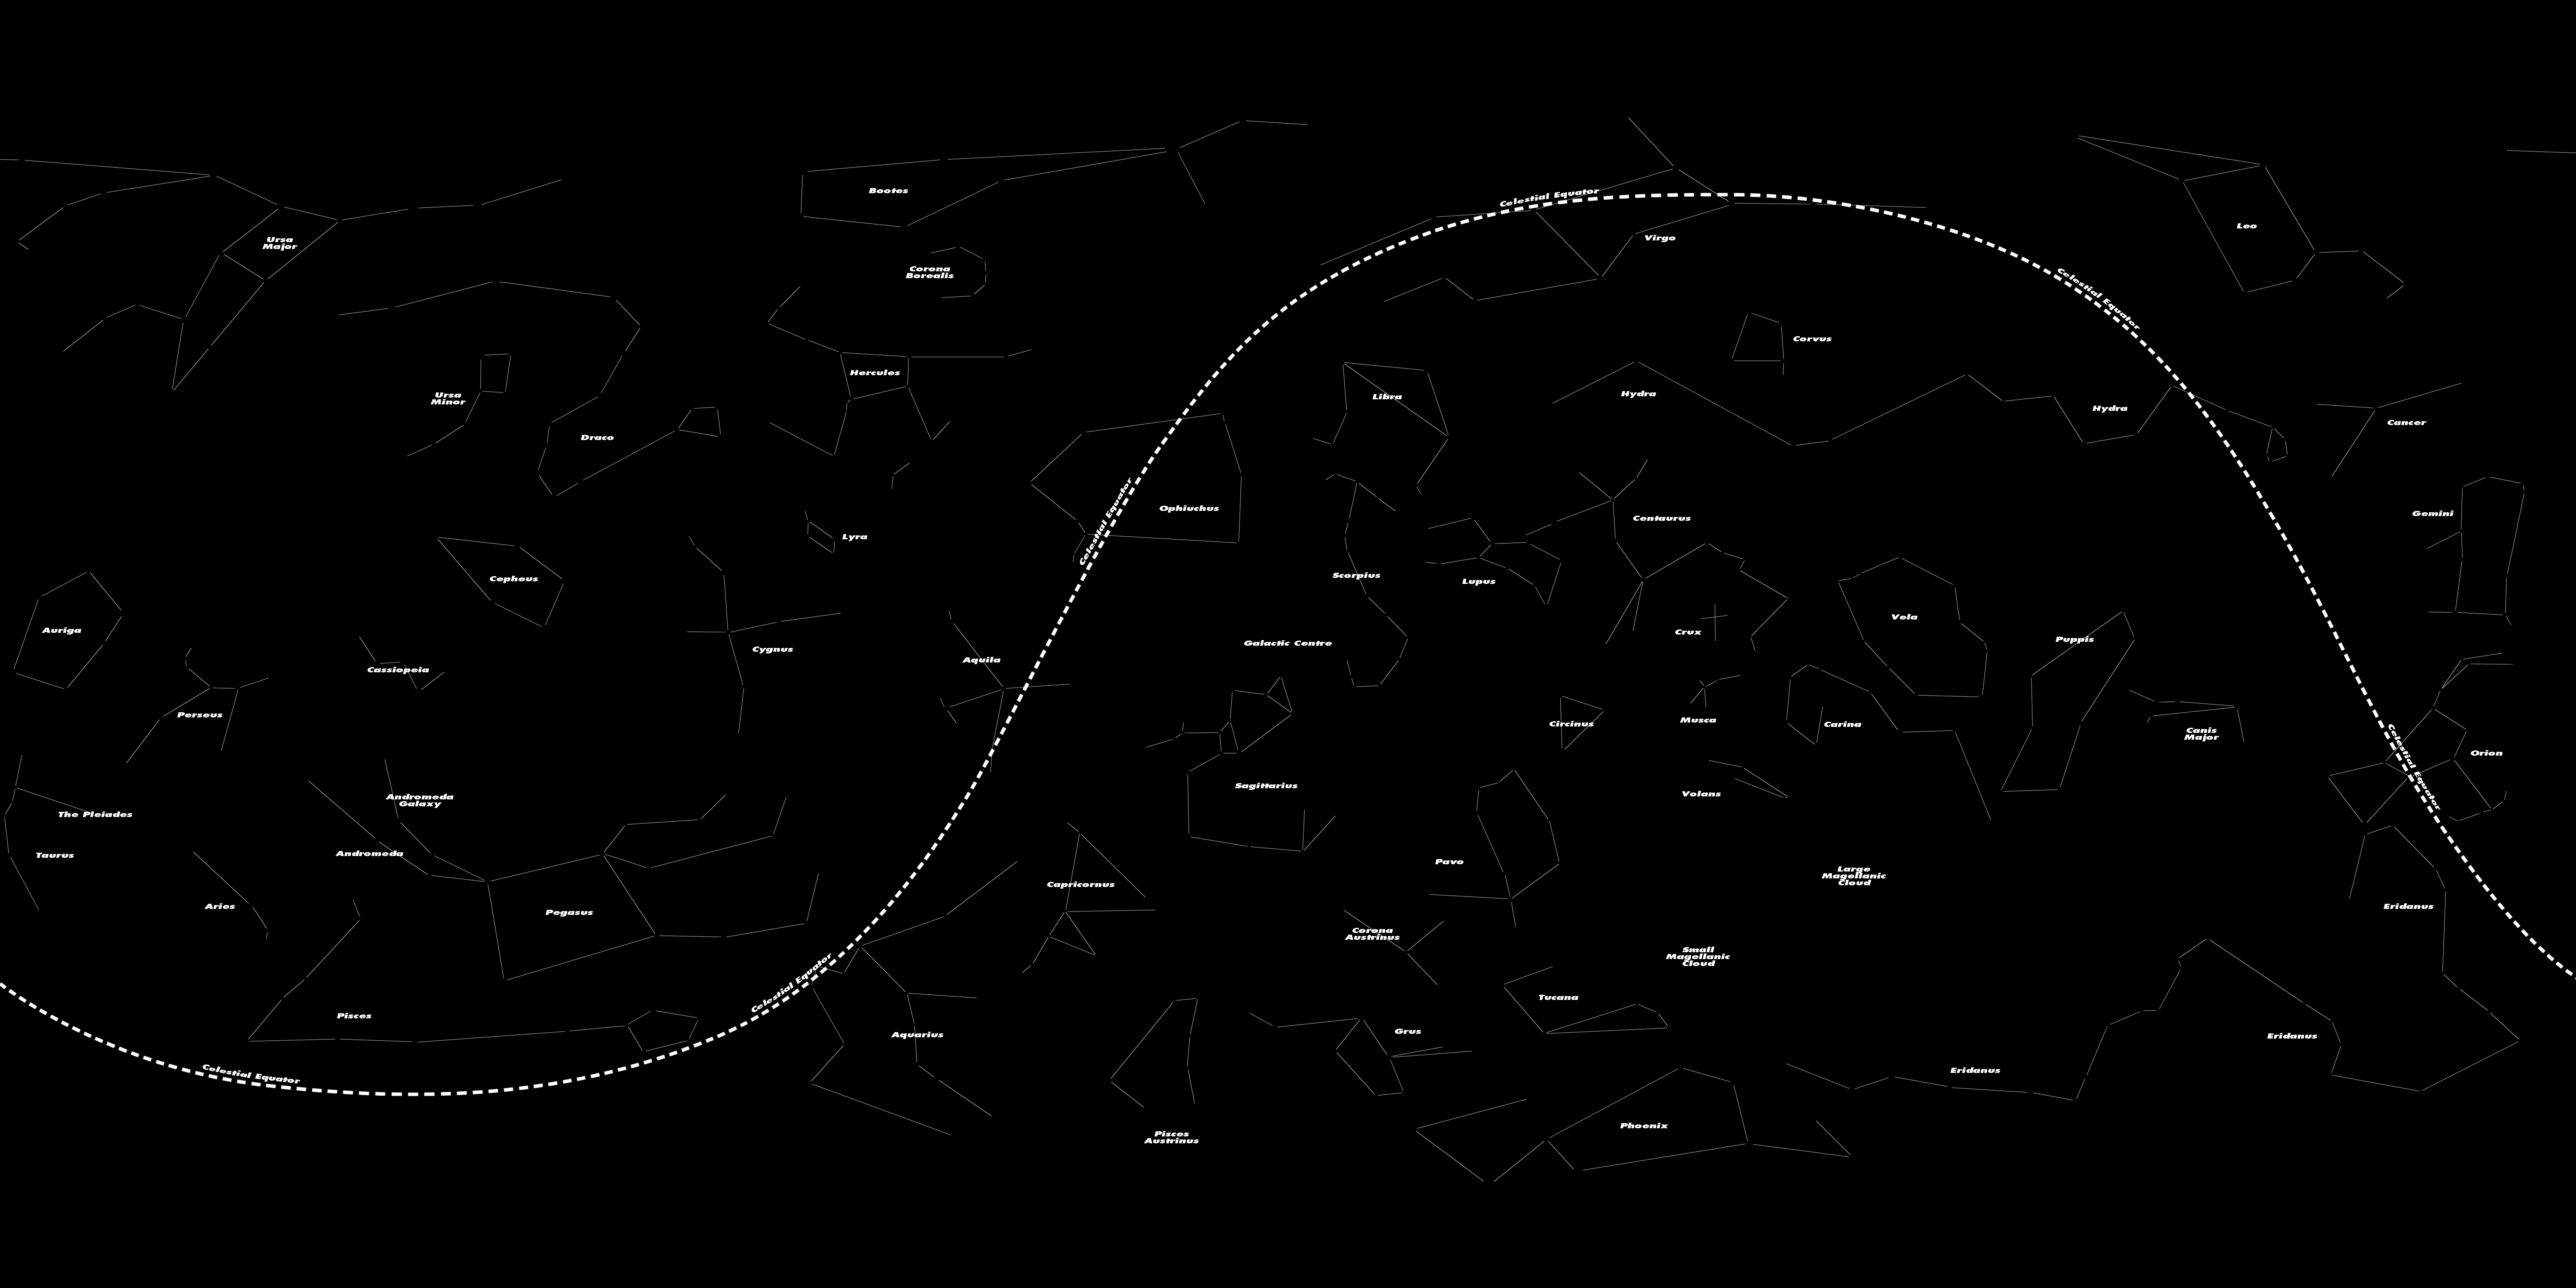 Bootes
Celestial Equator
Leo
Virgo
Ursa
Major
Corona
Borealis
Celestial Equator
Corvus
Hercules
Ursa
Minor
Libra
Hydra
Hydra
Cancer
Draco
Ophiuchus
Gemini
Centaurus
Celestial Equator
Lyra
Cepheus
Scorpius
Lupus
Vela
Auriga
Crux
Puppis
Galactic Centre
Cygnus
Aquila
Cassiopeia
Perseus
Musca
Circinus
Carina
Canis
Major
Orion
Celestial Equator
Sagittarius
Volans
Andromeda
Galaxy
The Pleiades
Taurus
Andromeda
Pavo
Large
Magellanic
Cloud
Capricornus
Aries
Pegasus
Eridanus
Corona
Austrinus
Small
Magellanic
Cloud
Celestial Equator
Tucana
Pisces
Aquarius
Grus
Eridanus
Celestial Equator
Eridanus
Phoenix
Pisces
Austrinus